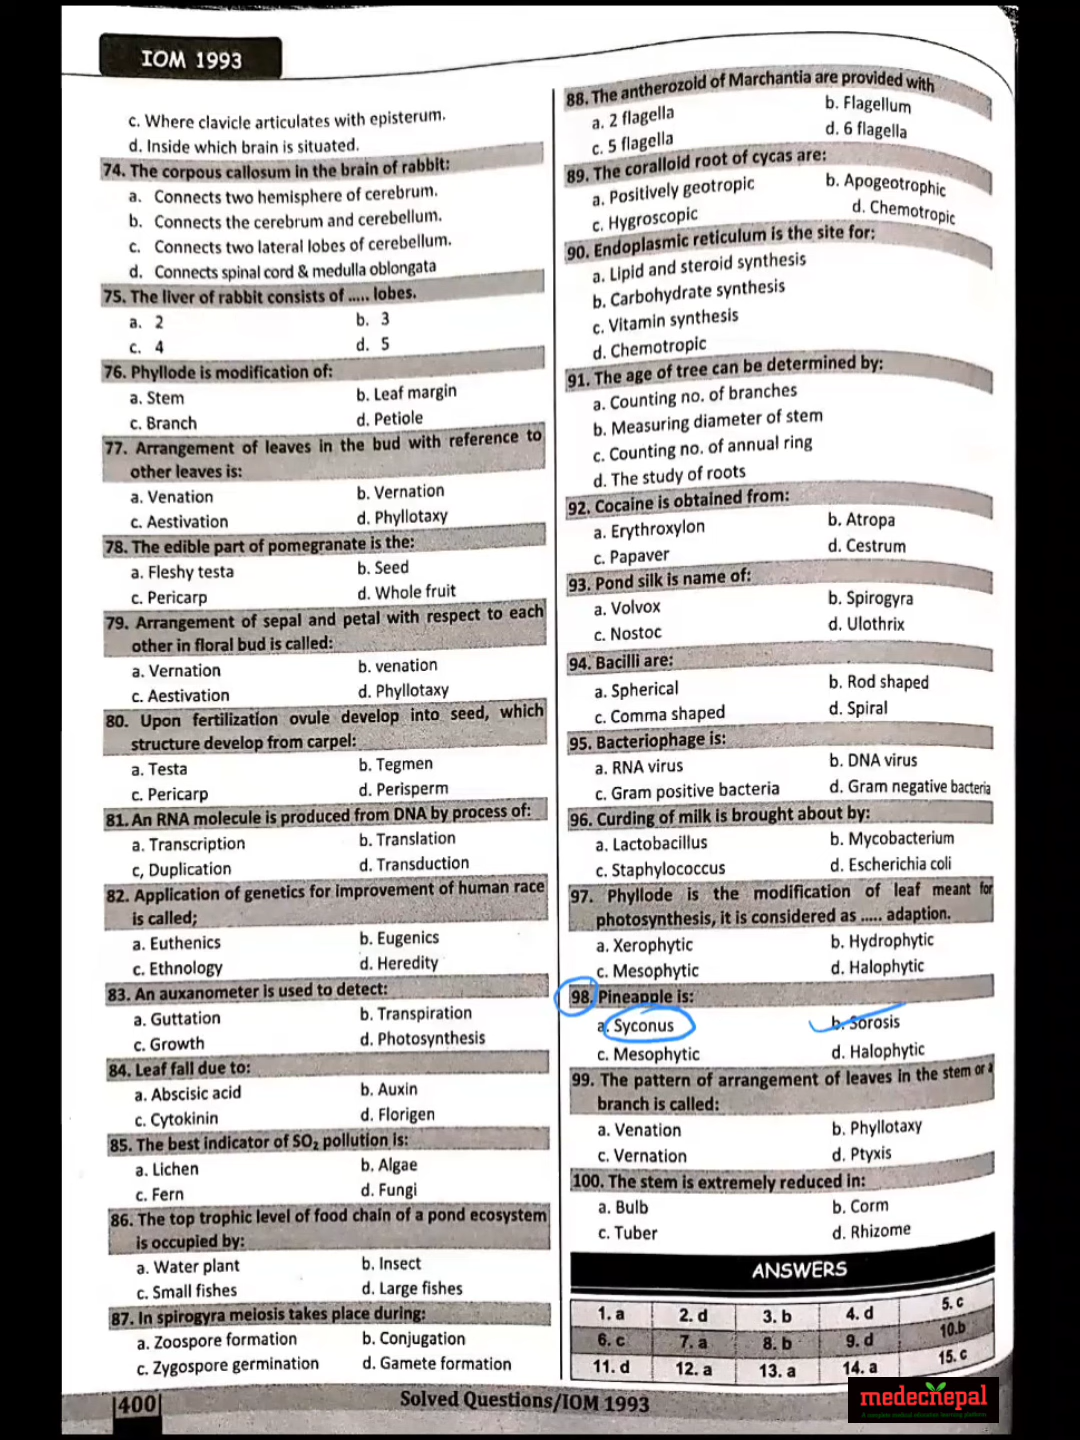 IOM 1993
c. Where clavicle articulates with episterum.
d. Inside which brain is situated.
74. The corpous callosum in the brain of rabbit:
a. Connects two hemisphere of cerebrum.
b. Connects the cerebrum and cerebellum.
c. Connects two lateral lobes of cerebellum.
d. Connects spinal cord & medulla oblongata
75. The liver of rabbit consists of ..... lobes.
a. 2 b. 3
c. 4 d. 5
76. Phyllode is modification of:
a. Stem b. Leaf margin
c. Branch d. Petiole
77. Arrangement of leaves in the bud with reference to
other leaves is:
a. Venation b. Vernation
c. Aestivation d. Phyllotaxy
78. The edible part of pomegranate is the:
a. Fleshy testa b. Seed
c. Pericarp d. Whole fruit
79. Arrangement of sepal and petal with respect to each
other in floral bud is called:
a. Vernation b. venation
c. Aestivation d. Phyllotaxy
80. Upon fertilization ovule develop into seed, which
structure develop from carpel:
a. Testa b. Tegmen
c. Pericarp d. Perisperm
81. An RNA molecule is produced from DNA by process of:
a. Transcription b. Translation
c, Duplication d. Transduction
82. Application of genetics for improvement of human race
is called;
a. Euthenics b. Eugenics
c. Ethnology d. Heredity
83. An auxanometer is used to detect:
a. Guttation b. Transpiration
c. Growth d. Photosynthesis
84. Leaf fall due to:
a. Abscisic acid b. Auxin
c. Cytokinin d. Florigen
85. The best indicator of SO₂ pollution is:
a. Lichen b. Algae
c. Fern d. Fungi
86. The top trophic level of food chain of a pond ecosystem
is occupied by:
a. Water plant b. Insect
c. Small fishes d. Large fishes
87. In spirogyra meiosis takes place during:
a. Zoospore formation b. Conjugation
c. Zygospore germination d. Gamete formation
88. The antherozoid of Marchantia are provided with
a. 2 flagella b. Flagellum
c. 5 flagella d. 6 flagella
89. The coralloid root of cycas are:
a. Positively geotropic b. Apogeotrophic
c. Hygroscopic d. Chemotropic
90. Endoplasmic reticulum is the site for:
a. Lipid and steroid synthesis
b. Carbohydrate synthesis
c. Vitamin synthesis
d. Chemotropic
91. The age of tree can be determined by:
a. Counting no. of branches
b. Measuring diameter of stem
c. Counting no. of annual ring
d. The study of roots
92. Cocaine is obtained from:
a. Erythroxylon b. Atropa
c. Papaver d. Cestrum
93. Pond silk is name of:
a. Volvox b. Spirogyra
c. Nostoc d. Ulothrix
94. Bacilli are:
a. Spherical b. Rod shaped
c. Comma shaped d. Spiral
95. Bacteriophage is:
a. RNA virus b. DNA virus
c. Gram positive bacteria d. Gram negative bacteria
96. Curding of milk is brought about by:
a. Lactobacillus b. Mycobacterium
c. Staphylococcus d. Escherichia coli
97. Phyllode is the modification of leaf meant for
photosynthesis, it is considered as ..... adaption.
a. Xerophytic b. Hydrophytic
c. Mesophytic d. Halophytic
98. Pineapple is:
a. Syconus b. Sorosis
c. Mesophytic d. Halophytic
99. The pattern of arrangement of leaves in the stem or a
branch is called:
a. Venation b. Phyllotaxy
c. Vernation d. Ptyxis
100. The stem is extremely reduced in:
a. Bulb b. Corm
c. Tuber d. Rhizome
ANSWERS
1. a 2. d 3. b 4. d 5. c
6. c 7. a 8. b 9. d 10.b
11. d 12. a 13. a 14. a 15. c
400 Solved Questions/IOM 1993
medecnepal